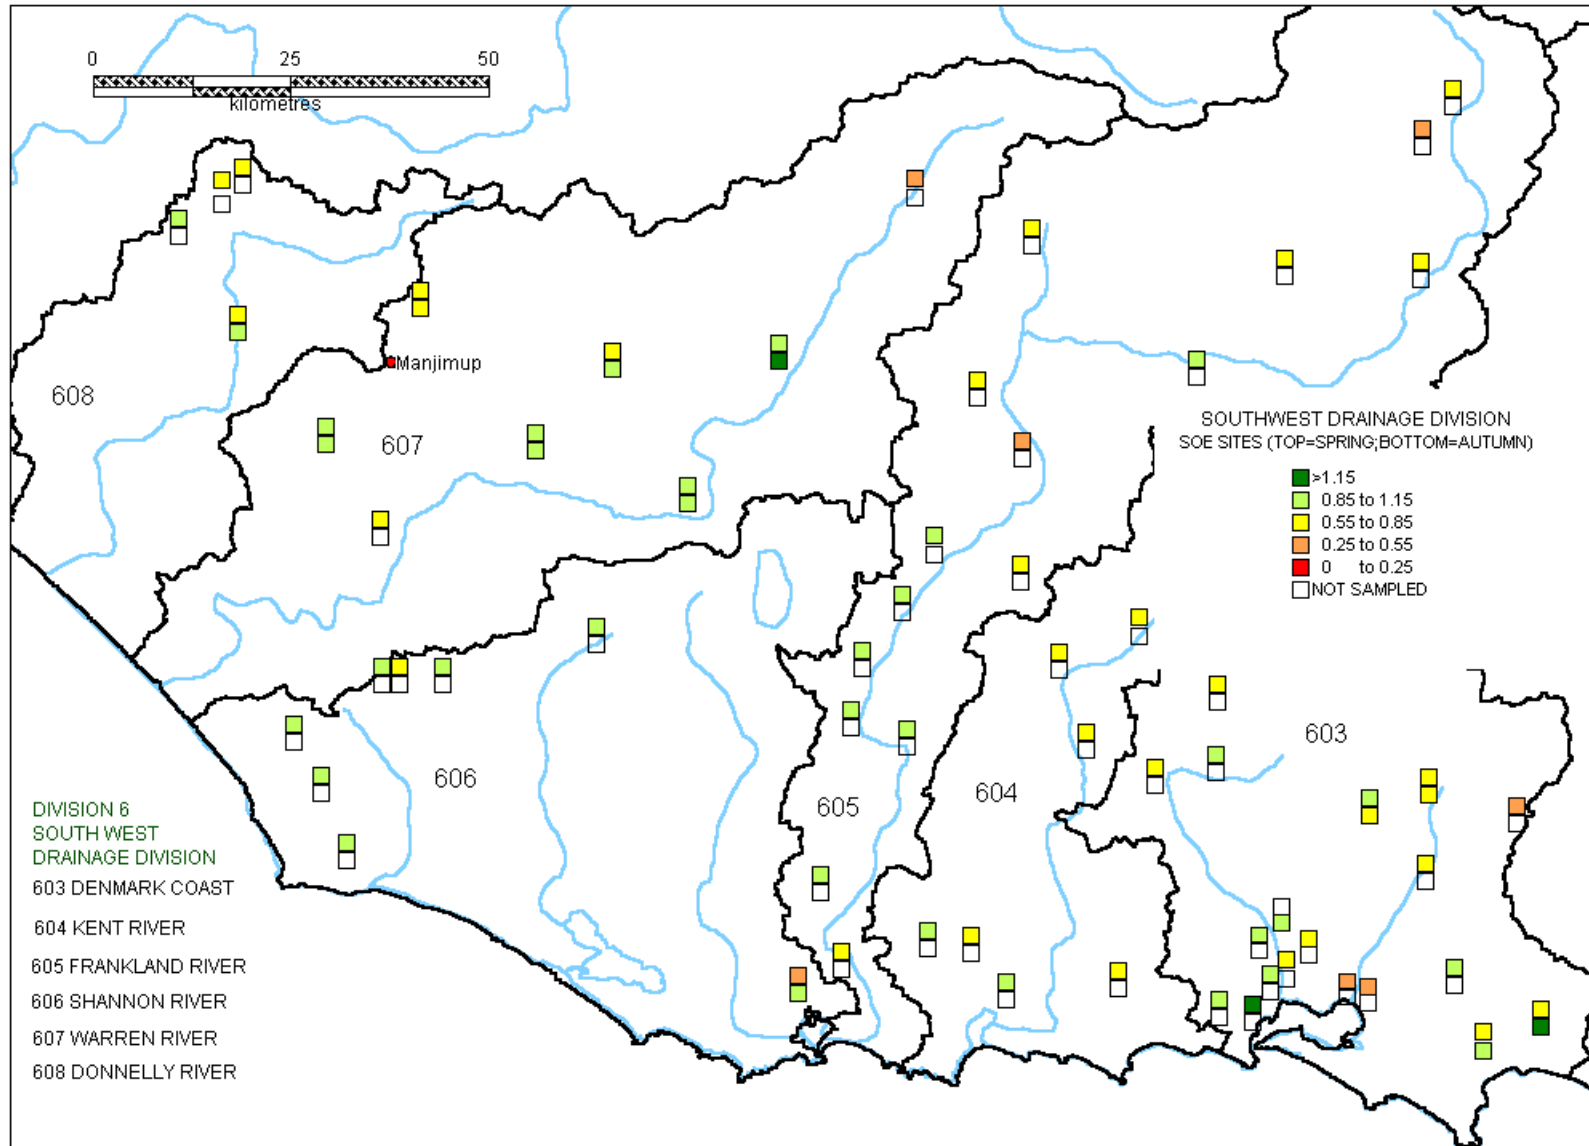 0 25 50
kilometres
Manjimup
608
607
SOUTHWEST DRAINAGE DIVISION
SOE SITES (TOP=SPRING;BOTTOM=AUTUMN)
>1.15
0.85 to 1.15
0.55 to 0.85
0.25 to 0.55
0 to 0.25
NOT SAMPLED
603
606
604
605
DIVISION 6
SOUTH WEST
DRAINAGE DIVISION
603 DENMARK COAST
604 KENT RIVER
605 FRANKLAND RIVER
606 SHANNON RIVER
607 WARREN RIVER
608 DONNELLY RIVER